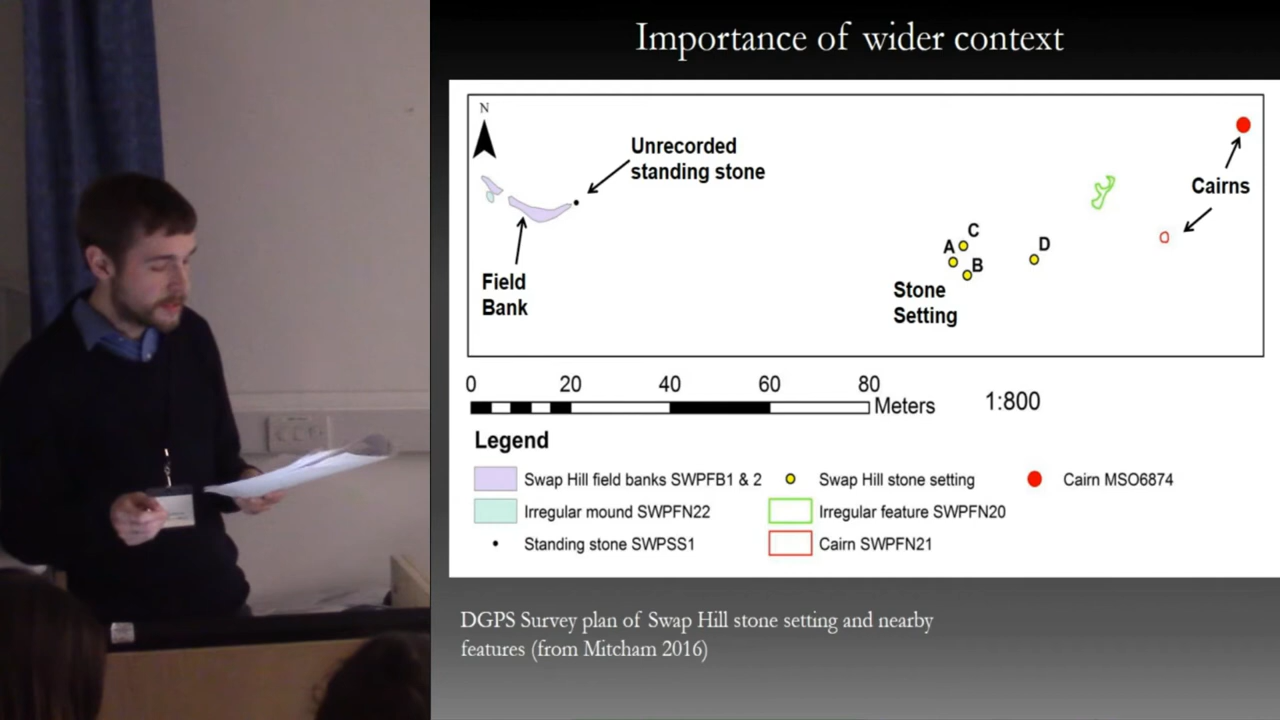 Importance of wider context
N
Unrecorded
standing stone
Cairns
Field
Bank
A
C
B
D
Stone
Setting
0 20 40 60 80
Meters
1:800
Legend
Swap Hill field banks SWPFB1 & 2
Swap Hill stone setting
Cairn MSO6874
Irregular mound SWPFN22
Irregular feature SWPFN20
Standing stone SWPSS1
Cairn SWPFN21
DGPS Survey plan of Swap Hill stone setting and nearby
features (from Mitcham 2016)